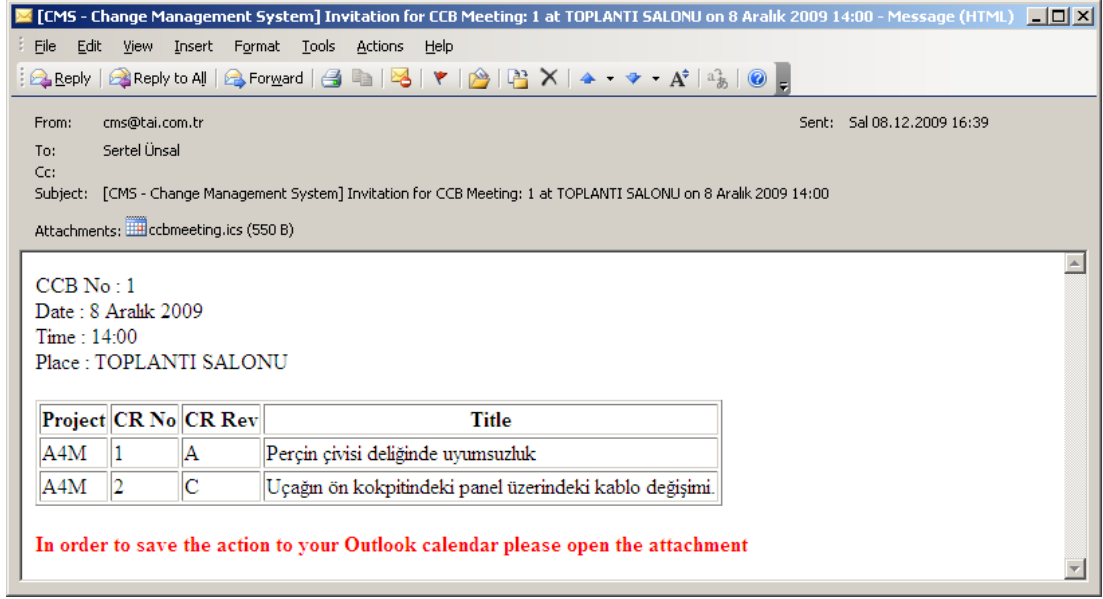 [CMS - Change Management System] Invitation for CCB Meeting: 1 at TOPLANTI SALONU on 8 Aralık 2009 14:00 - Message (HTML)
File Edit View Insert Format Tools Actions Help
Reply Reply to All Forward
From: cms@tai.com.tr Sent: Sal 08.12.2009 16:39
To: Sertel Ünsal
Cc:
Subject: [CMS - Change Management System] Invitation for CCB Meeting: 1 at TOPLANTI SALONU on 8 Aralık 2009 14:00
Attachments: ccbmeeting.ics (550 B)
CCB No : 1
Date : 8 Aralık 2009
Time : 14:00
Place : TOPLANTI SALONU
Project CR No CR Rev Title
A4M 1 A Perçin çivisi deliğinde uyumsuzluk
A4M 2 C Uçağın ön kokpitindeki panel üzerindeki kablo değişimi.
In order to save the action to your Outlook calendar please open the attachment